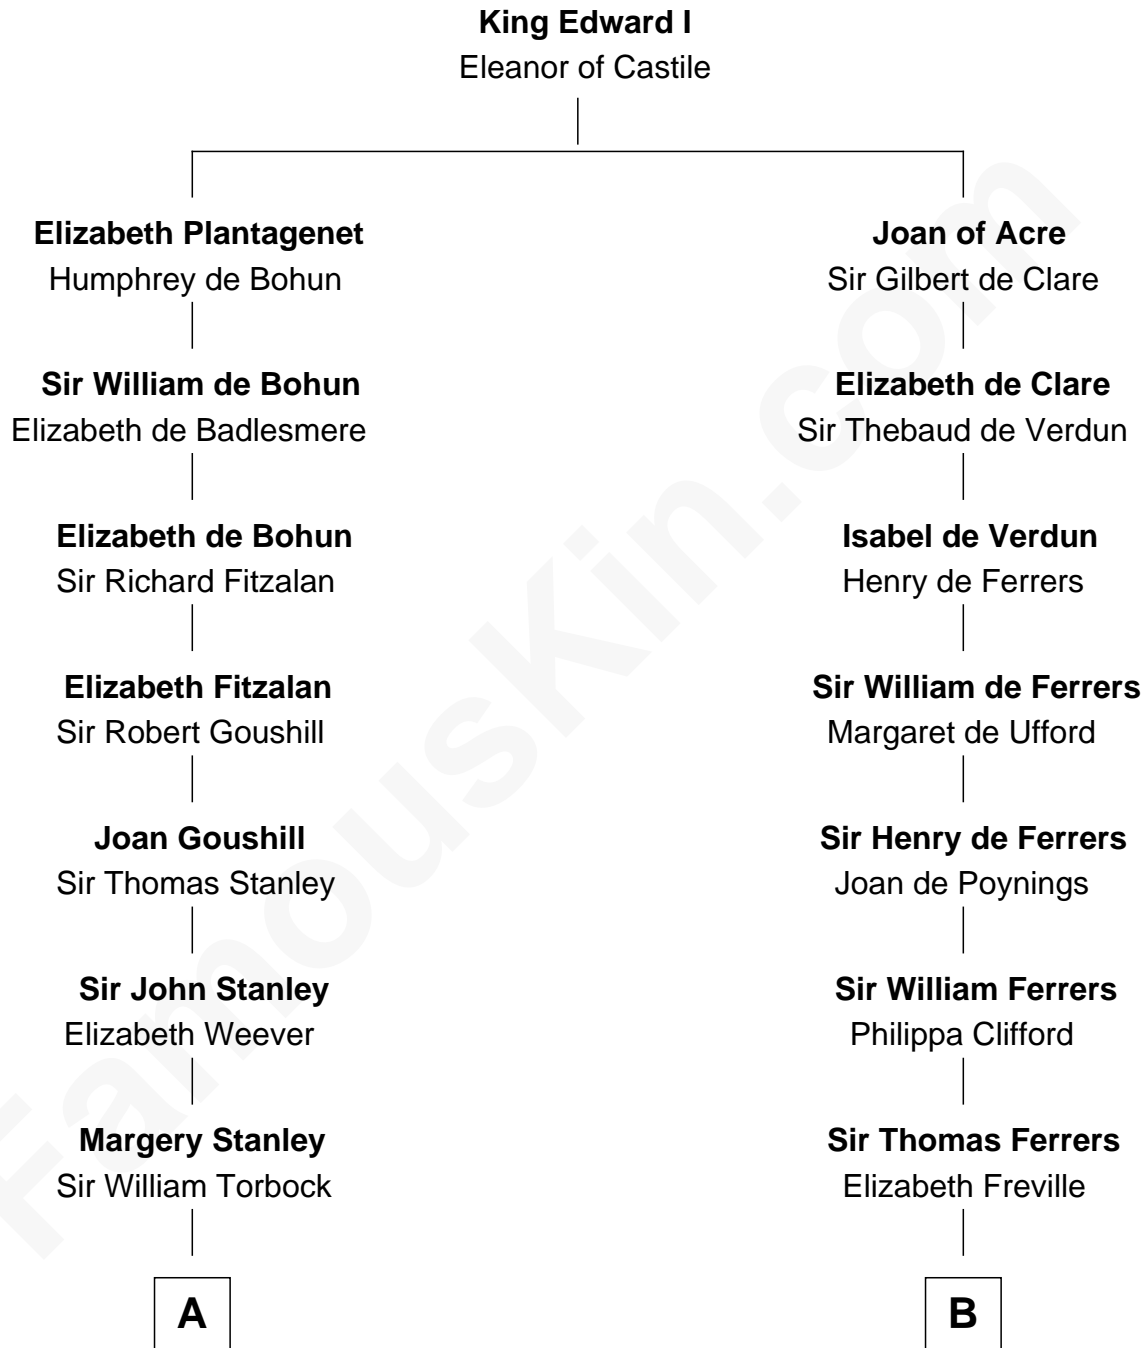 King Edward I
Eleanor of Castile
Elizabeth Plantagenet
Humphrey de Bohun
Joan of Acre
Sir Gilbert de Clare
Sir William de Bohun
Elizabeth de Badlesmere
Elizabeth de Clare
Sir Thebaud de Verdun
Elizabeth de Bohun
Sir Richard Fitzalan
Isabel de Verdun
Henry de Ferrers
Elizabeth Fitzalan
Sir Robert Goushill
Sir William de Ferrers
Margaret de Ufford
Joan Goushill
Sir Thomas Stanley
Sir Henry de Ferrers
Joan de Poynings
Sir John Stanley
Elizabeth Weever
Sir William Ferrers
Philippa Clifford
Margery Stanley
Sir William Torbock
Sir Thomas Ferrers
Elizabeth Freville
A
B
FamousKin.com